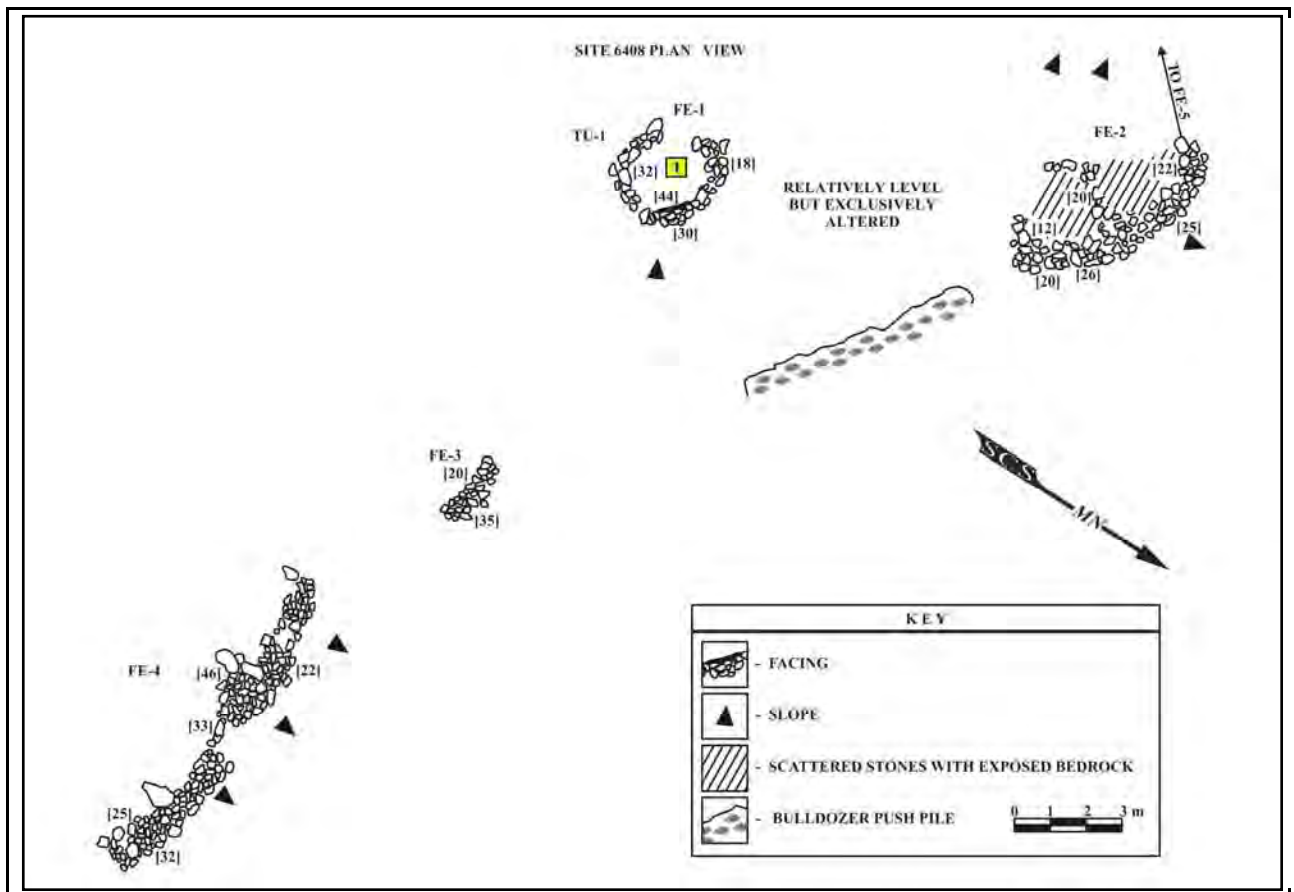 SITE 6408 PLAN VIEW
FE-1
TU-1
[32]
1
[18]
[44]
[30]
RELATIVELY LEVEL
BUT EXCLUSIVELY
ALTERED
TO FE-5
FE-2
[22]
[20]
[12]
[25]
[20]
[26]
FE-3
[20]
[35]
SCS
MN
FE-4
[46]
[22]
[33]
[25]
[32]
KEY
- FACING
- SLOPE
- SCATTERED STONES WITH EXPOSED BEDROCK
- BULLDOZER PUSH PILE
0 1 2 3 m